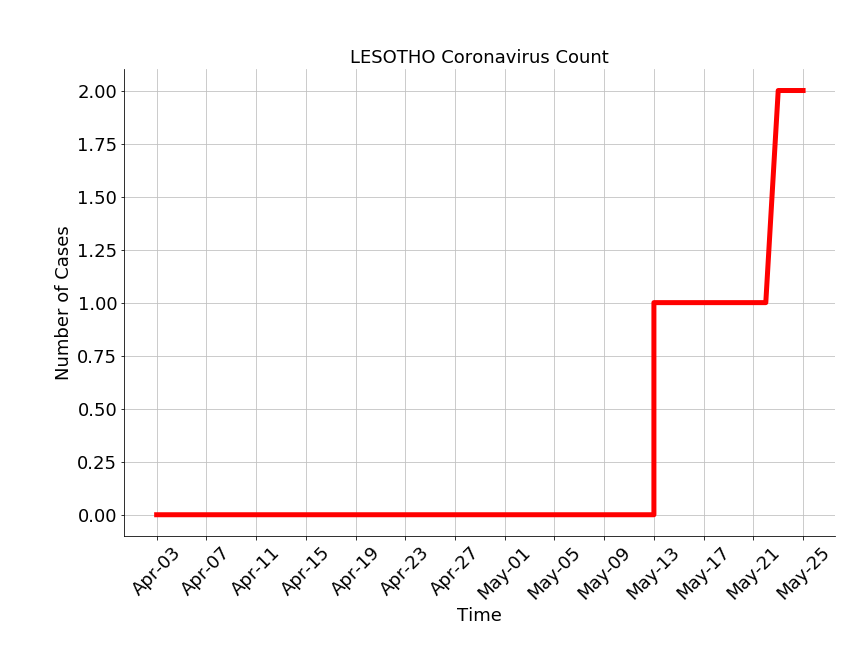 LESOTHO Coronavirus Count
2.00
1.75
1.50
1.25
1.00
0.75
0.50
0.25
0.00
Number of Cases
Apr-03
Apr-07
Apr-11
Apr-15
Apr-19
Apr-23
Apr-27
May-01
May-05
May-09
May-13
May-17
May-21
May-25
Time